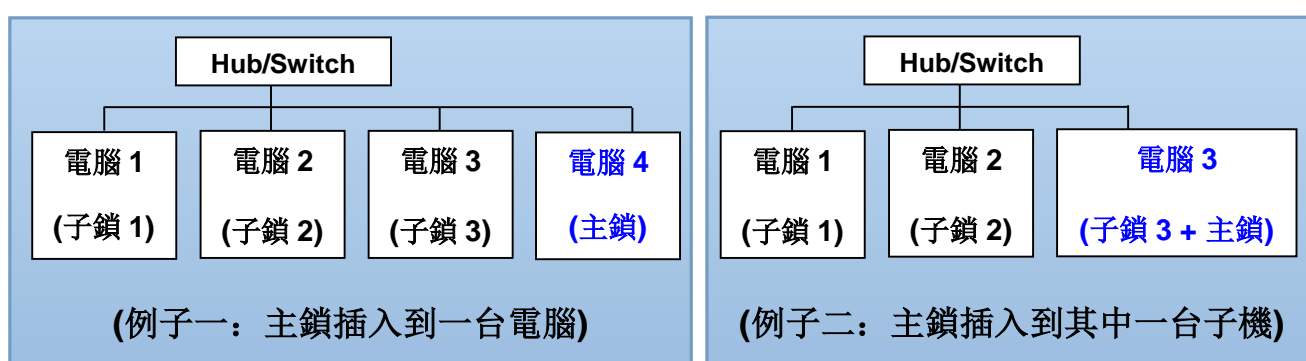 Hub/Switch
電腦 1
(子鎖 1)
電腦 2
(子鎖 2)
電腦 3
(子鎖 3)
電腦 4
(主鎖)
(例子一：主鎖插入到一台電腦)
Hub/Switch
電腦 1
(子鎖 1)
電腦 2
(子鎖 2)
電腦 3
(子鎖 3 + 主鎖)
(例子二：主鎖插入到其中一台子機)